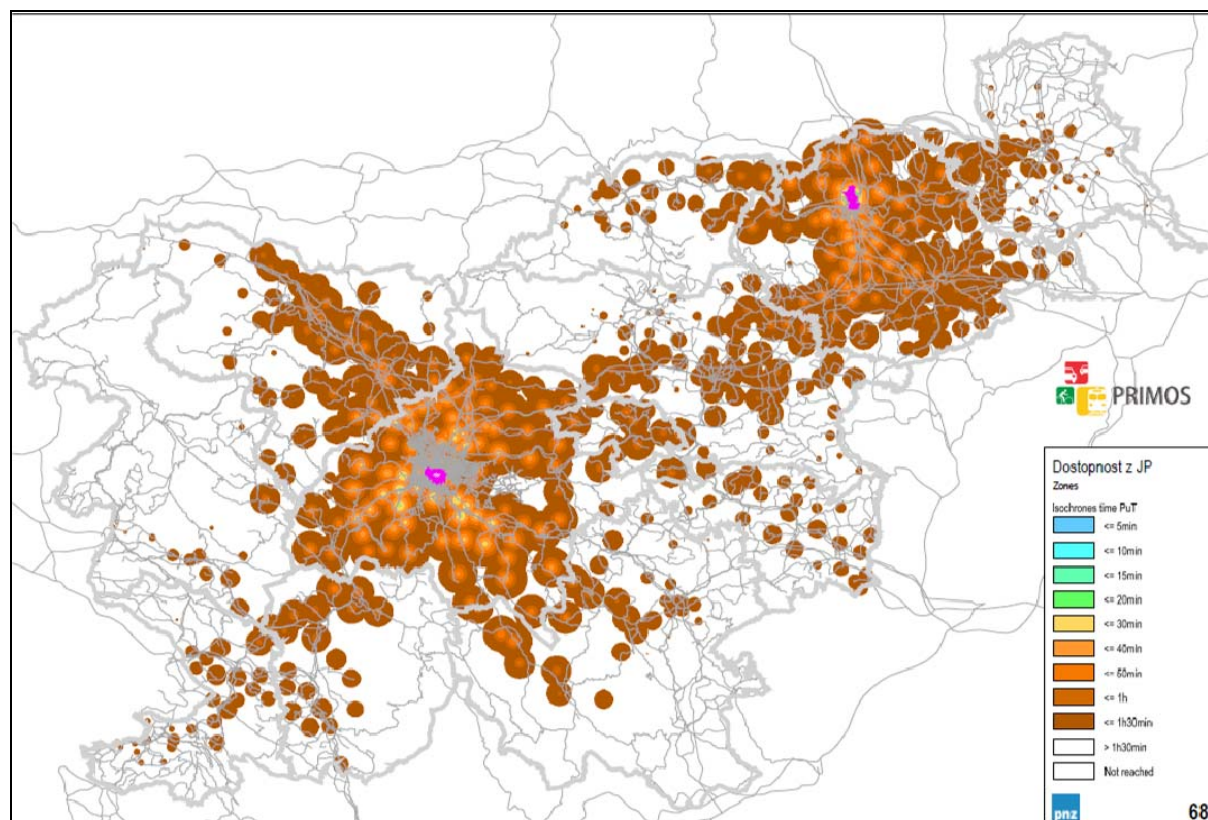 PRIMOS
Dostopnost z JP
Zones
Isochrones time PuT
<= 5min
<= 10min
<= 15min
<= 20min
<= 30min
<= 40min
<= 50min
<= 1h
<= 1h30min
> 1h30min
Not reached
pnz
68